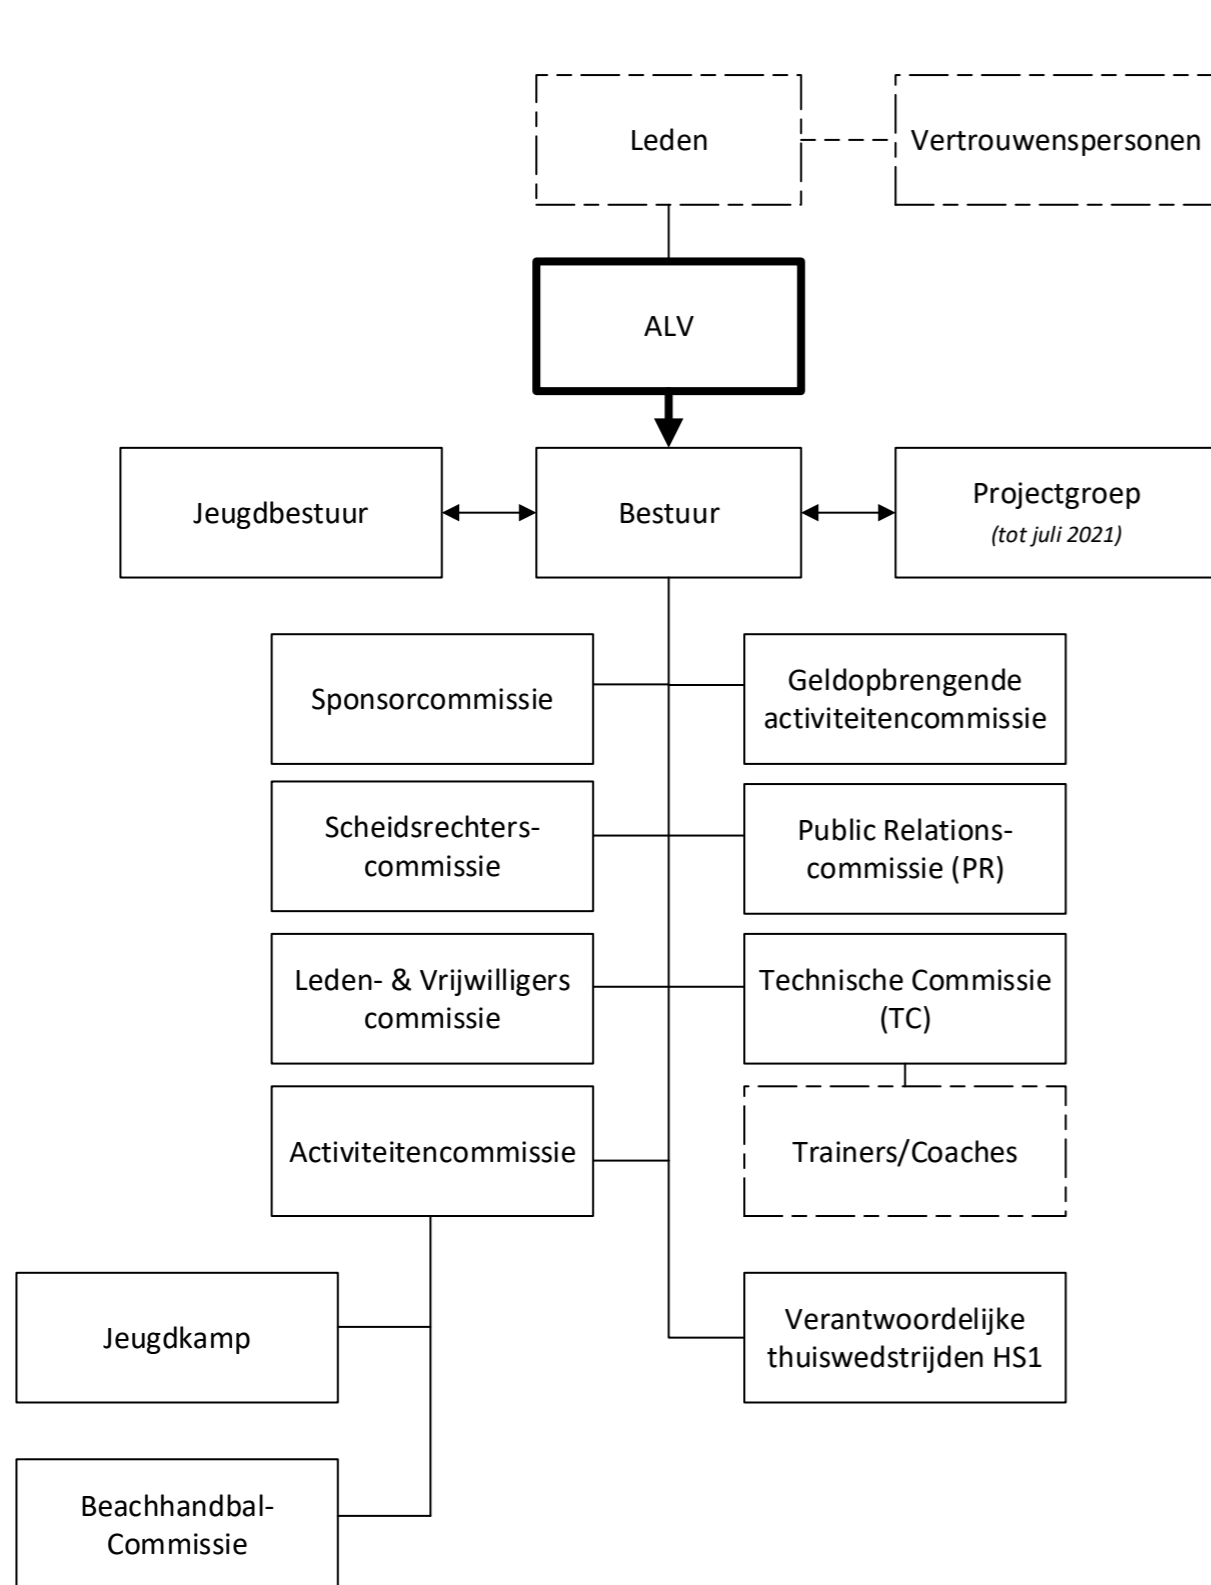 Leden
Vertrouwenspersonen
ALV
Jeugdbestuur
Bestuur
Projectgroep
(tot juli 2021)
Sponsorcommissie
Geldopbrengende
activiteitencommissie
Scheidsrechters-
commissie
Public Relations-
commissie (PR)
Leden- & Vrijwilligers
commissie
Technische Commissie
(TC)
Activiteitencommissie
Trainers/Coaches
Jeugdkamp
Verantwoordelijke
thuiswedstrijden HS1
Beachhandbal-
Commissie